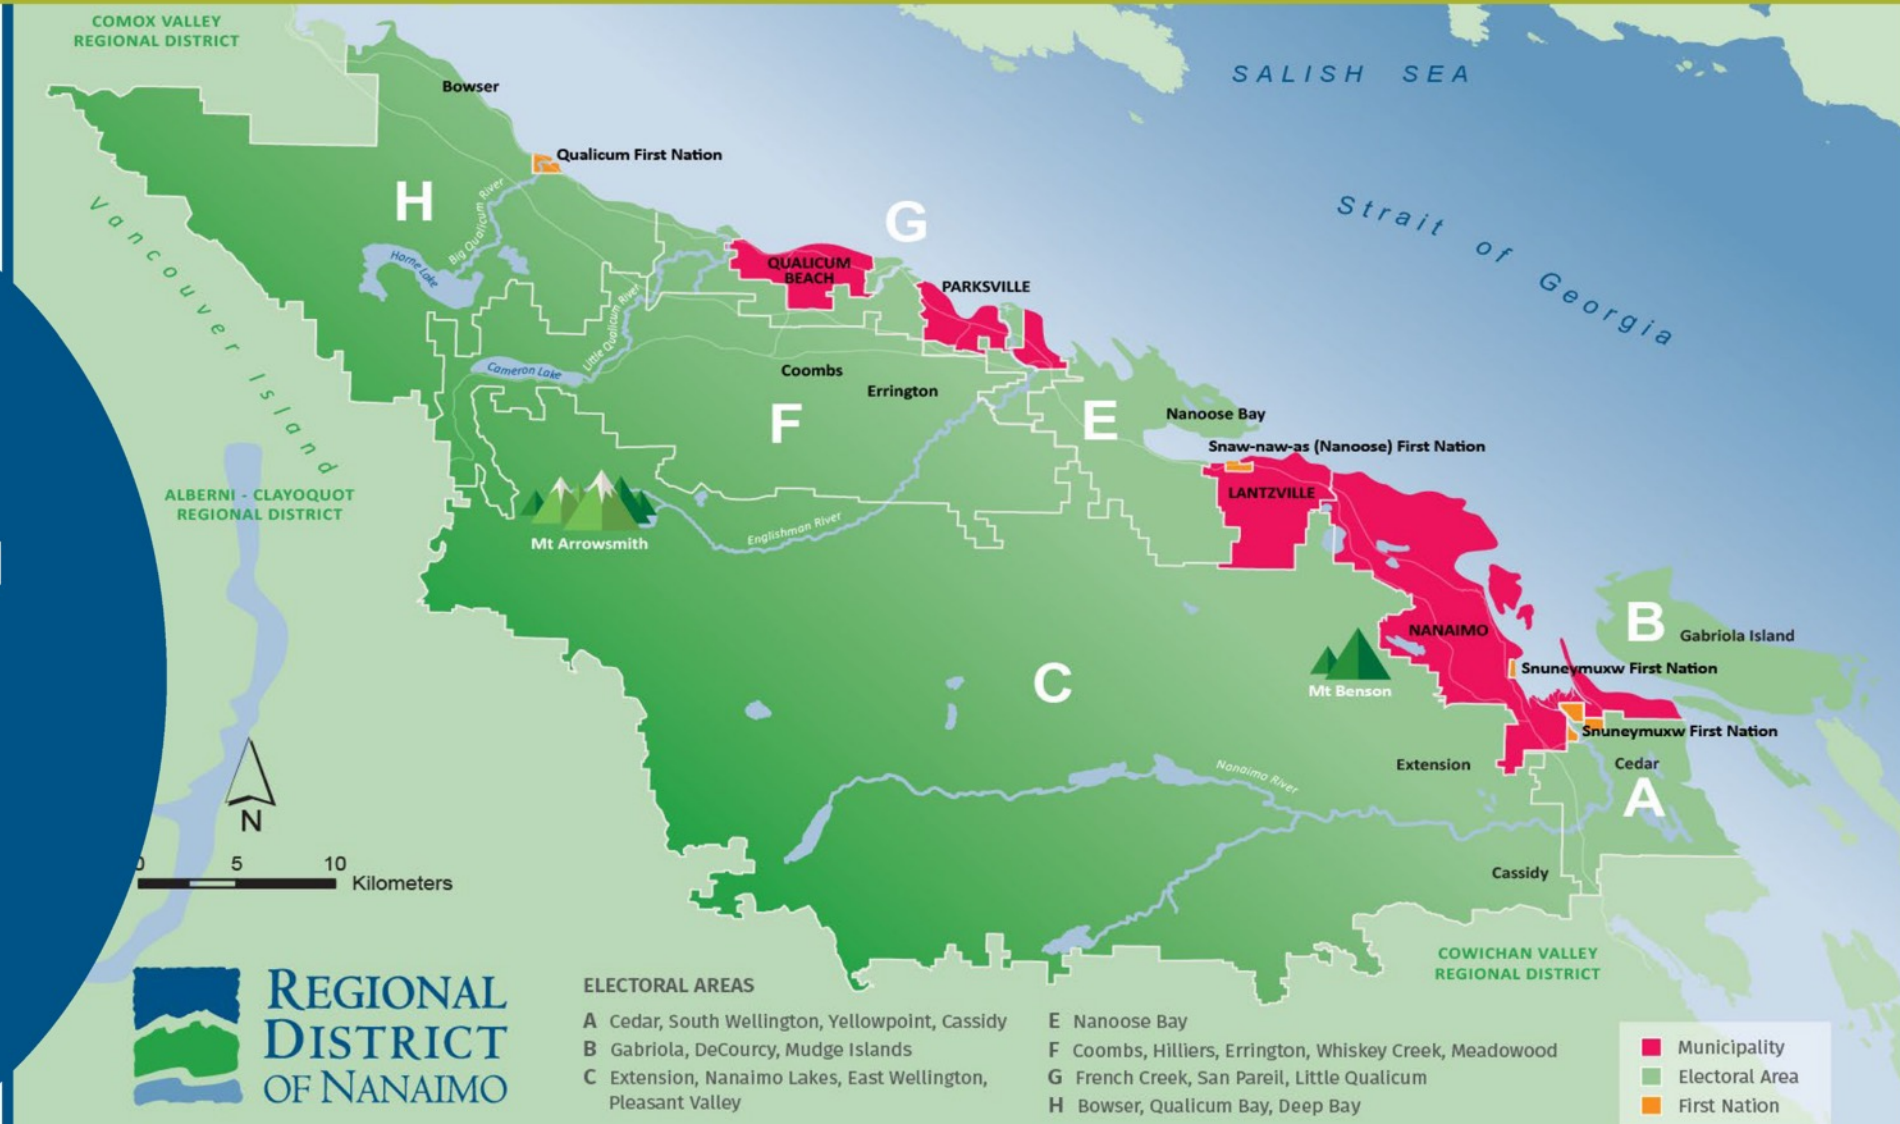 COMOX VALLEY
REGIONAL DISTRICT
SALISH SEA
Bowser
Qualicum First Nation
Strait of Georgia
H
Big Qualicum River
G
Vancouver Island
Horne Lake
QUALICUM
BEACH
PARKSVILLE
Little Qualicum River
Cameron Lake
Coombs
Errington
F
E
Nanoose Bay
Snaw-naw-as (Nanoose) First Nation
LANTZVILLE
ALBERNI - CLAYOQUOT
REGIONAL DISTRICT
Mt Arrowsmith
Englishman River
B
Gabriola Island
NANAIMO
Snuneymuxw First Nation
C
Mt Benson
Snuneymuxw First Nation
Extension
Cedar
Nanaimo River
A
N
0 5 10
Kilometers
Cassidy
COWICHAN VALLEY
REGIONAL DISTRICT
REGIONAL
DISTRICT
OF NANAIMO
ELECTORAL AREAS
A Cedar, South Wellington, Yellowpoint, Cassidy
B Gabriola, DeCourcy, Mudge Islands
C Extension, Nanaimo Lakes, East Wellington,
Pleasant Valley
E Nanoose Bay
F Coombs, Hilliers, Errington, Whiskey Creek, Meadowood
G French Creek, San Pareil, Little Qualicum
H Bowser, Qualicum Bay, Deep Bay
Municipality
Electoral Area
First Nation